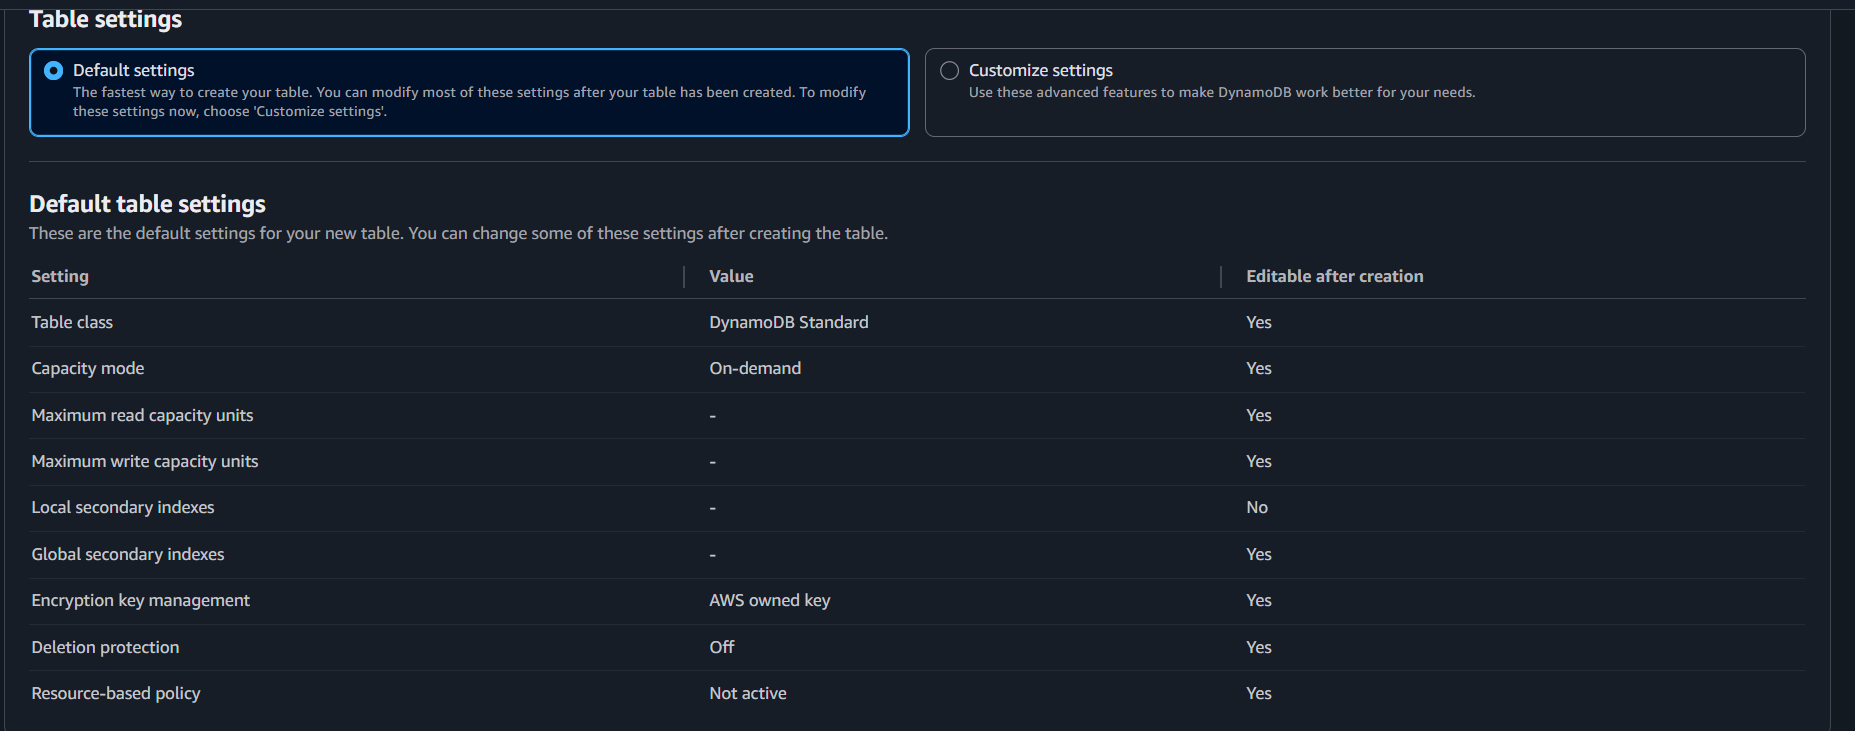 Table settings
Default settings
The fastest way to create your table. You can modify most of these settings after your table has been created. To modify
these settings now, choose 'Customize settings'.
Customize settings
Use these advanced features to make DynamoDB work better for your needs.
Default table settings
These are the default settings for your new table. You can change some of these settings after creating the table.
Setting Value Editable after creation
Table class DynamoDB Standard Yes
Capacity mode On-demand Yes
Maximum read capacity units - Yes
Maximum write capacity units - Yes
Local secondary indexes - No
Global secondary indexes - Yes
Encryption key management AWS owned key Yes
Deletion protection Off Yes
Resource-based policy Not active Yes